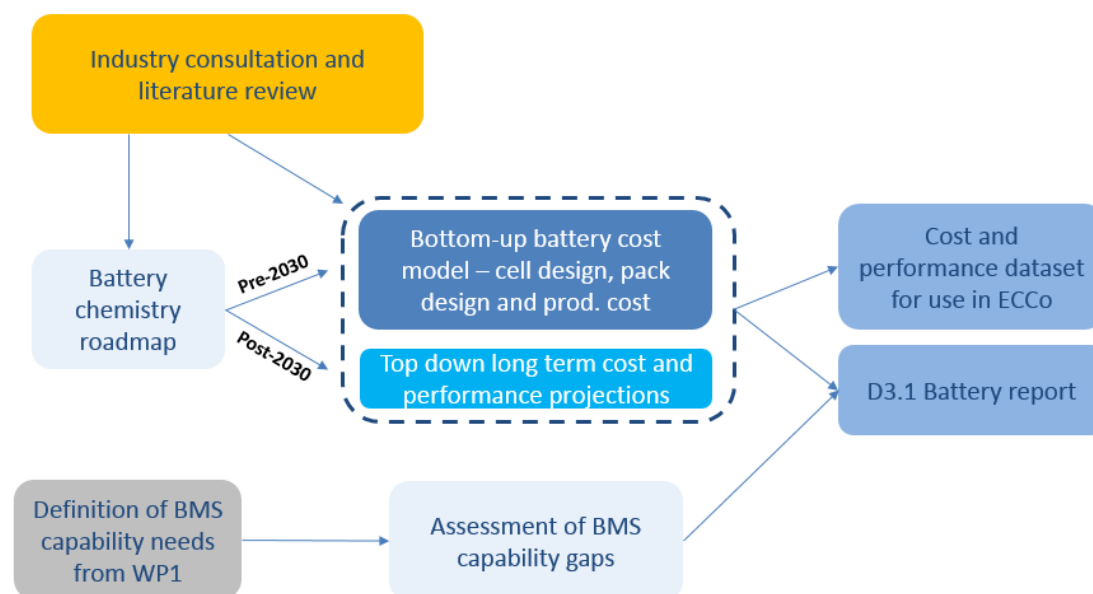 Industry consultation and
literature review
Battery
chemistry
roadmap
Pre-2030
Post-2030
Bottom-up battery cost
model – cell design, pack
design and prod. cost
Top down long term cost and
performance projections
Cost and
performance dataset
for use in ECCo
D3.1 Battery report
Definition of BMS
capability needs
from WP1
Assessment of BMS
capability gaps